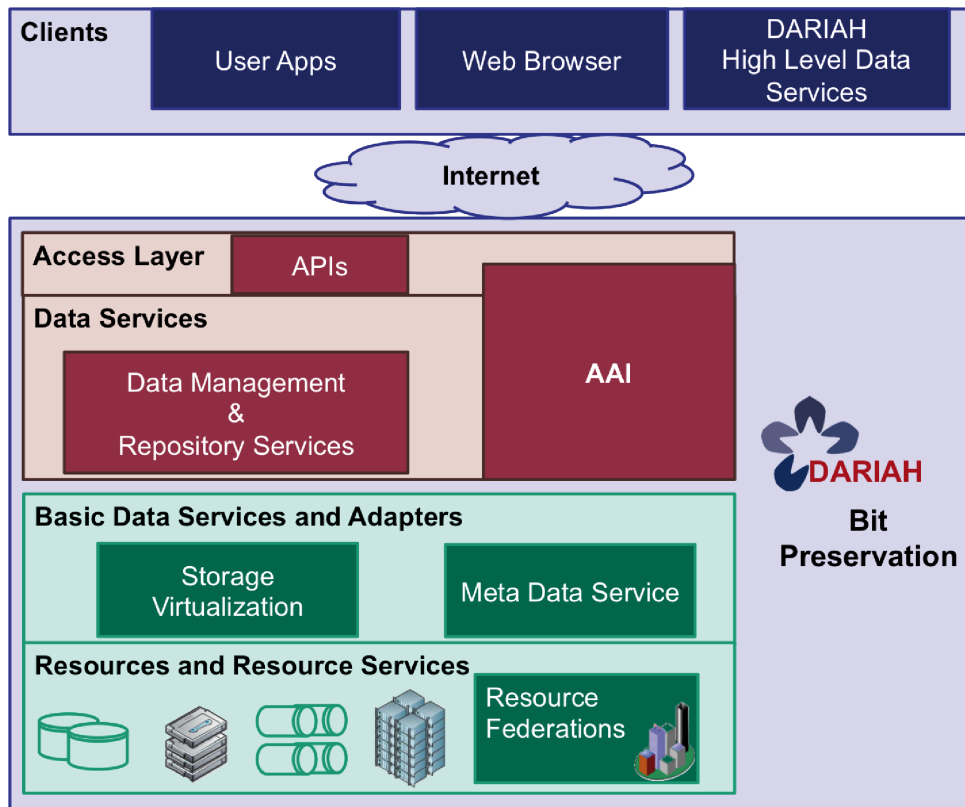 Clients
User Apps
Web Browser
DARIAH
High Level Data
Services
Internet
Access Layer
APIs
Data Services
Data Management
&
Repository Services
AAI
DARIAH
Bit
Preservation
Basic Data Services and Adapters
Storage
Virtualization
Meta Data Service
Resources and Resource Services
Resource
Federations